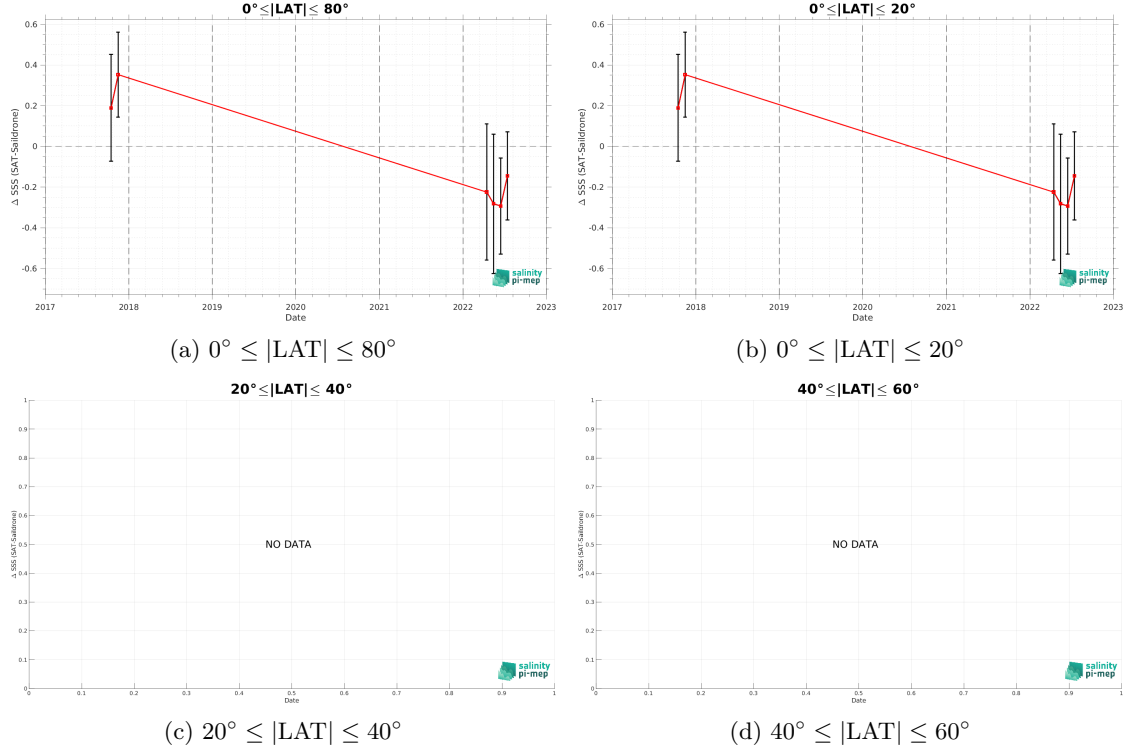 0°≤|LAT|≤ 80°
0.6
0.4
0.2
0
-0.2
-0.4
-0.6
Δ SSS (SAT-Saildrone)
2017 2018 2019 2020 2021 2022 2023
Date
salinity
pi-mep
(a) 0° ≤ |LAT| ≤ 80°
0°≤|LAT|≤ 20°
0.6
0.4
0.2
0
-0.2
-0.4
-0.6
Δ SSS (SAT-Saildrone)
2017 2018 2019 2020 2021 2022 2023
Date
salinity
pi-mep
(b) 0° ≤ |LAT| ≤ 20°
20°≤|LAT|≤ 40°
1
0.9
0.8
0.7
0.6
0.5
0.4
0.3
0.2
0.1
0
Δ SSS (SAT-Saildrone)
NO DATA
0 0.1 0.2 0.3 0.4 0.5 0.6 0.7 0.8 0.9 1
Date
salinity
pi-mep
(c) 20° ≤ |LAT| ≤ 40°
40°≤|LAT|≤ 60°
1
0.9
0.8
0.7
0.6
0.5
0.4
0.3
0.2
0.1
0
Δ SSS (SAT-Saildrone)
NO DATA
0 0.1 0.2 0.3 0.4 0.5 0.6 0.7 0.8 0.9 1
Date
salinity
pi-mep
(d) 40° ≤ |LAT| ≤ 60°